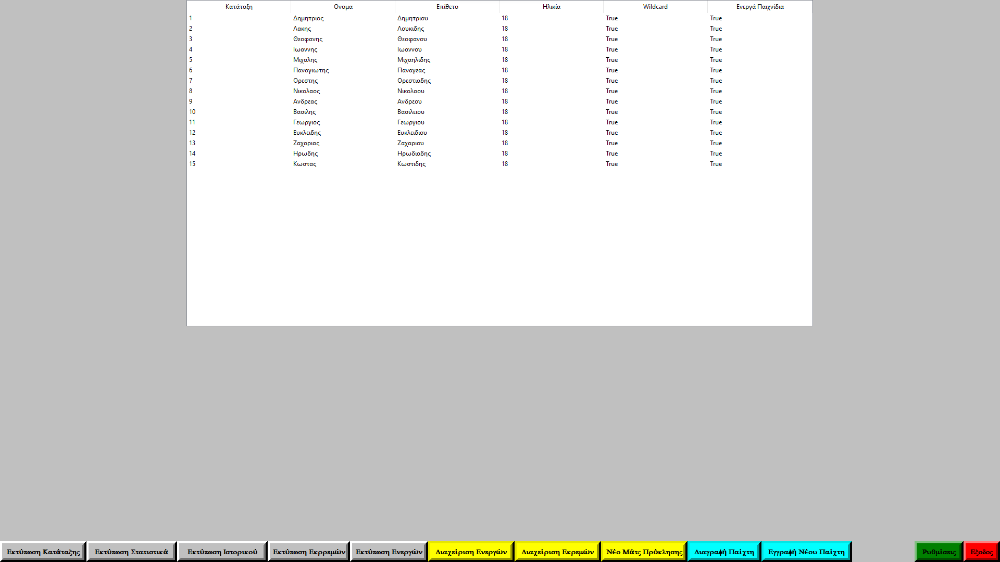 Κατάταξη Ονομα Επίθετο Ηλικία Wildcard Ενεργά Παιχνίδια
1 Δημητριος Δημητριου 18 True True
2 Λακης Λουκιδης 18 True True
3 Θεοφανης Θεοφανου 18 True True
4 Ιωαννης Ιωαννου 18 True True
5 Μιχαλης Μιχαηλιδης 18 True True
6 Παναγιωτης Παναγεας 18 True True
7 Ορεστης Ορεστιαδης 18 True True
8 Νικολαος Νικολαου 18 True True
9 Ανδρεας Ανδρεου 18 True True
10 Βασιλης Βασιλειου 18 True True
11 Γεωργιος Γεωργιου 18 True True
12 Ευκλειδης Ευκλειδιου 18 True True
13 Ζαχαριας Ζαχαριου 18 True True
14 Ηρωδης Ηρωδιαδης 18 True True
15 Κωστας Κωστιδης 18 True True
Εκτύπωση Κατάταξης Εκτύπωση Στατιστικά Εκτύπωση Ιστορικού Εκτύπωση Εκρρεμών Εκτύπωση Ενεργών Διαχείριση Ενεργών Διαχείριση Εκρεμών Νέο Μάτς Πρόκλησης Διαγραφή Παίχτη Εγγραφή Νέου Παίχτη Ρυθμίσεις Εξοδος